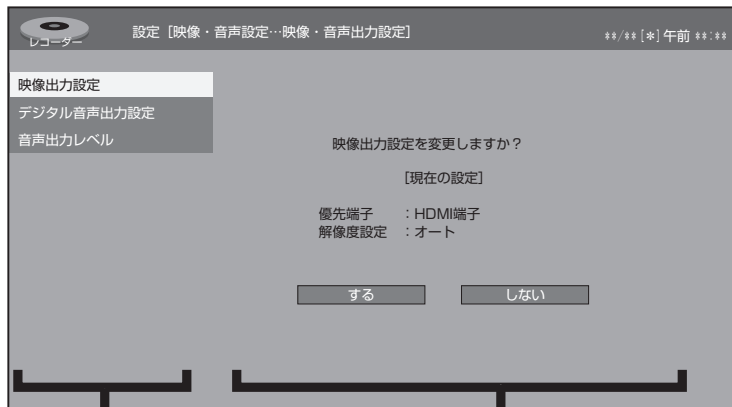 レコーダー
設定［映像・音声設定…映像・音声出力設定］
**/**[*]午前 **:**
映像出力設定
デジタル音声出力設定
音声出力レベル
映像出力設定を変更しますか？
［現在の設定］
優先端子　：HDMI端子
解像度設定　：オート
する
しない